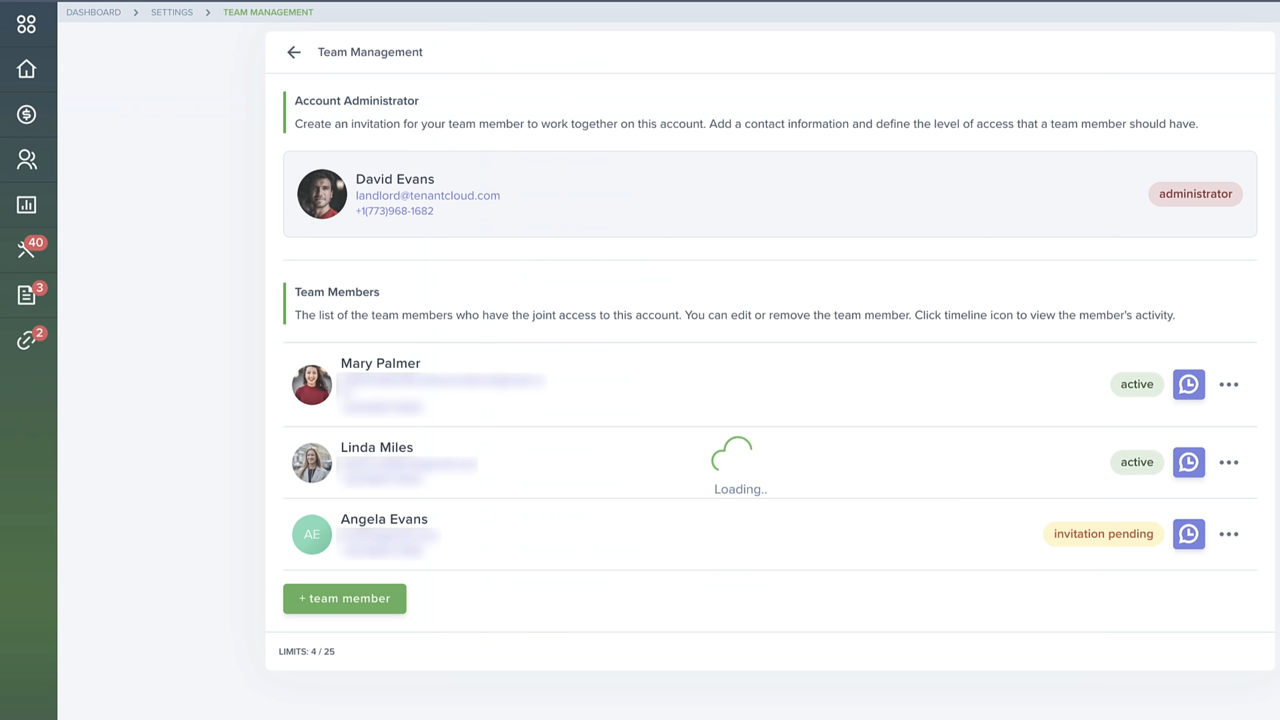 DASHBOARD > SETTINGS > TEAM MANAGEMENT
Team Management
Account Administrator
Create an invitation for your team member to work together on this account. Add a contact information and define the level of access that a team member should have.
David Evans
landlord@tenantcloud.com
+1(773)968-1682
administrator
40
3
2
Team Members
The list of the team members who have the joint access to this account. You can edit or remove the team member. Click timeline icon to view the member's activity.
Mary Palmer
active
Linda Miles
active
Loading..
AE
Angela Evans
invitation pending
+ team member
LIMITS: 4 / 25